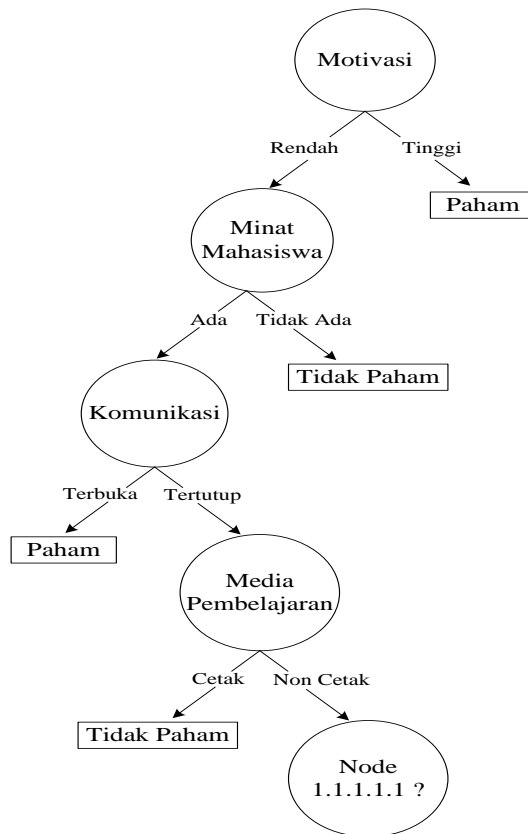 Motivasi
Rendah
Tinggi
Paham
Minat
Mahasiswa
Ada
Tidak Ada
Tidak Paham
Komunikasi
Terbuka
Tertutup
Paham
Media
Pembelajaran
Cetak
Non Cetak
Tidak Paham
Node
1.1.1.1.1 ?